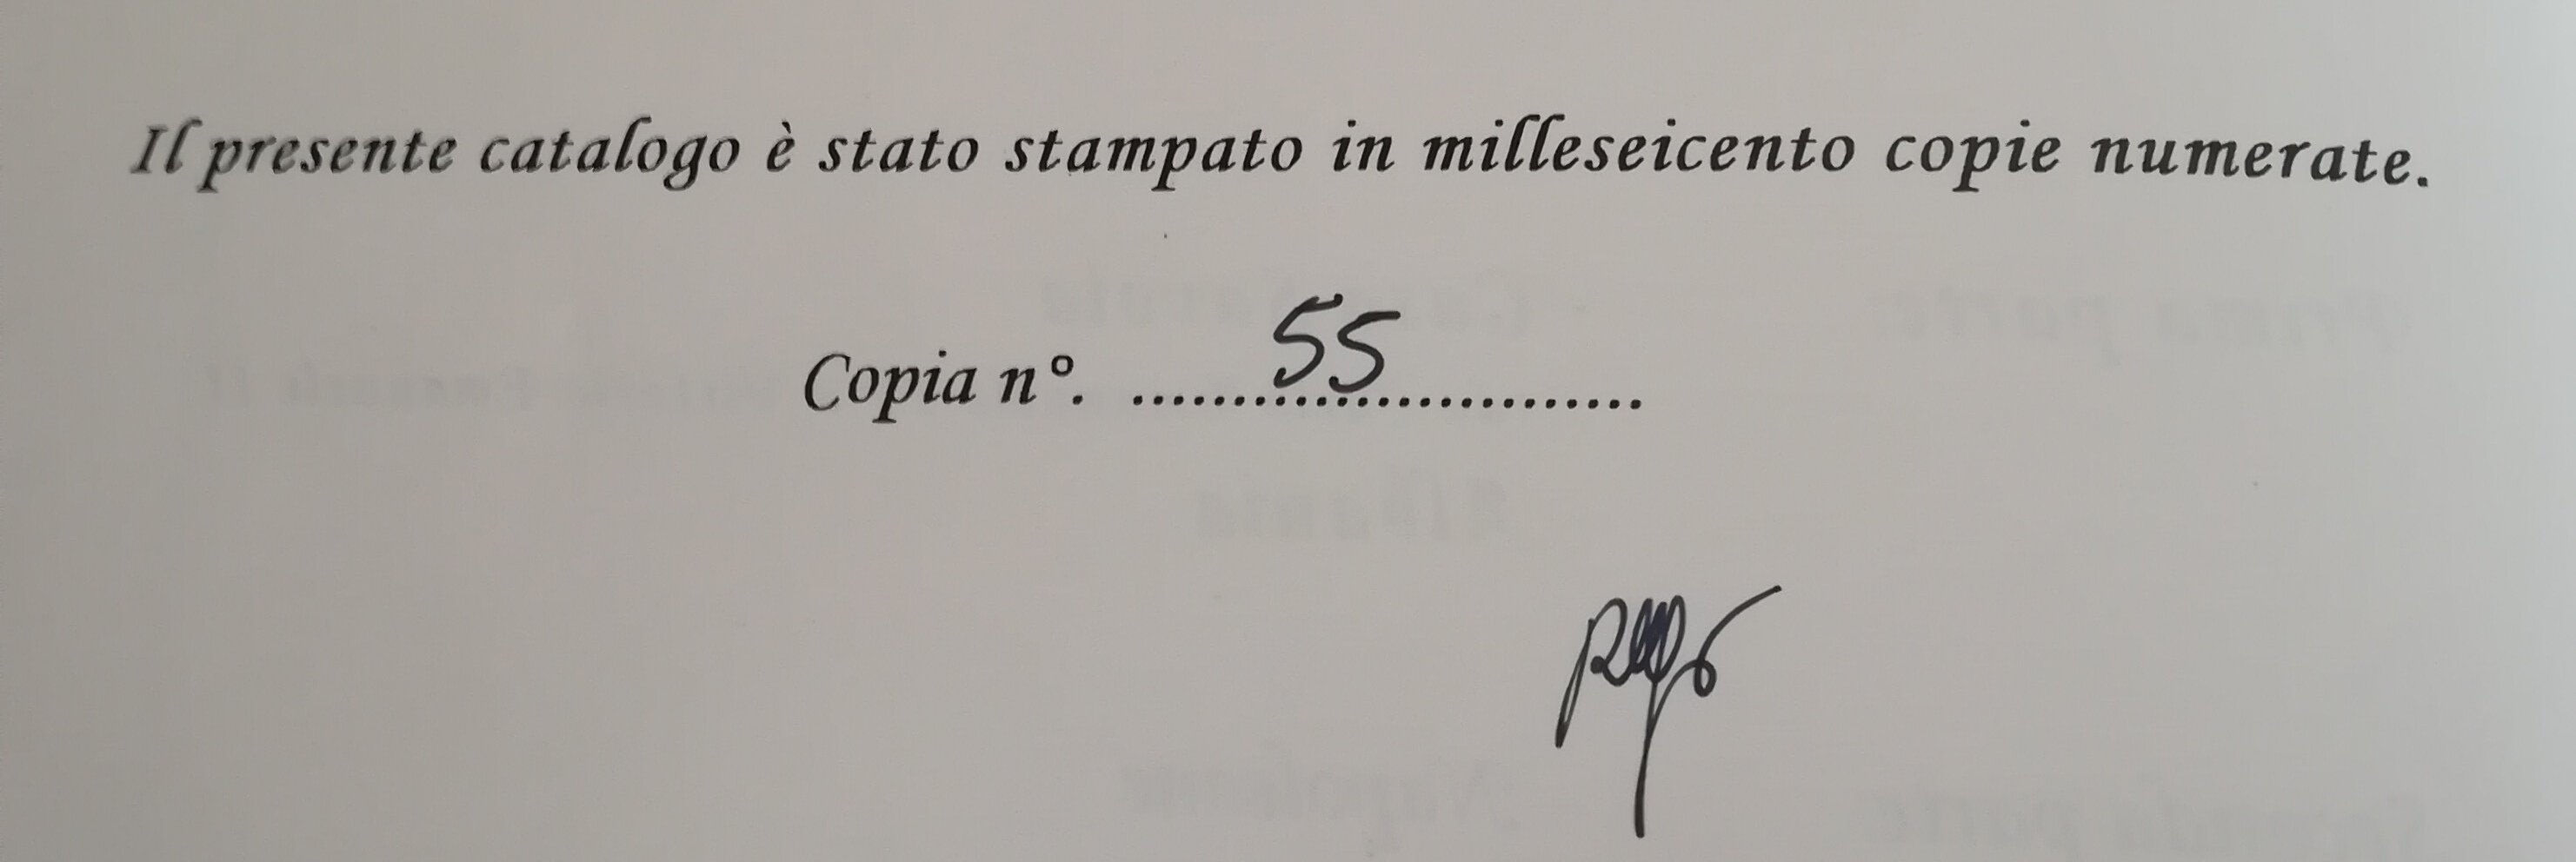 Il presente catalogo è stato stampato in milleseicento copie numerate.
Copia n°. .......................... 55